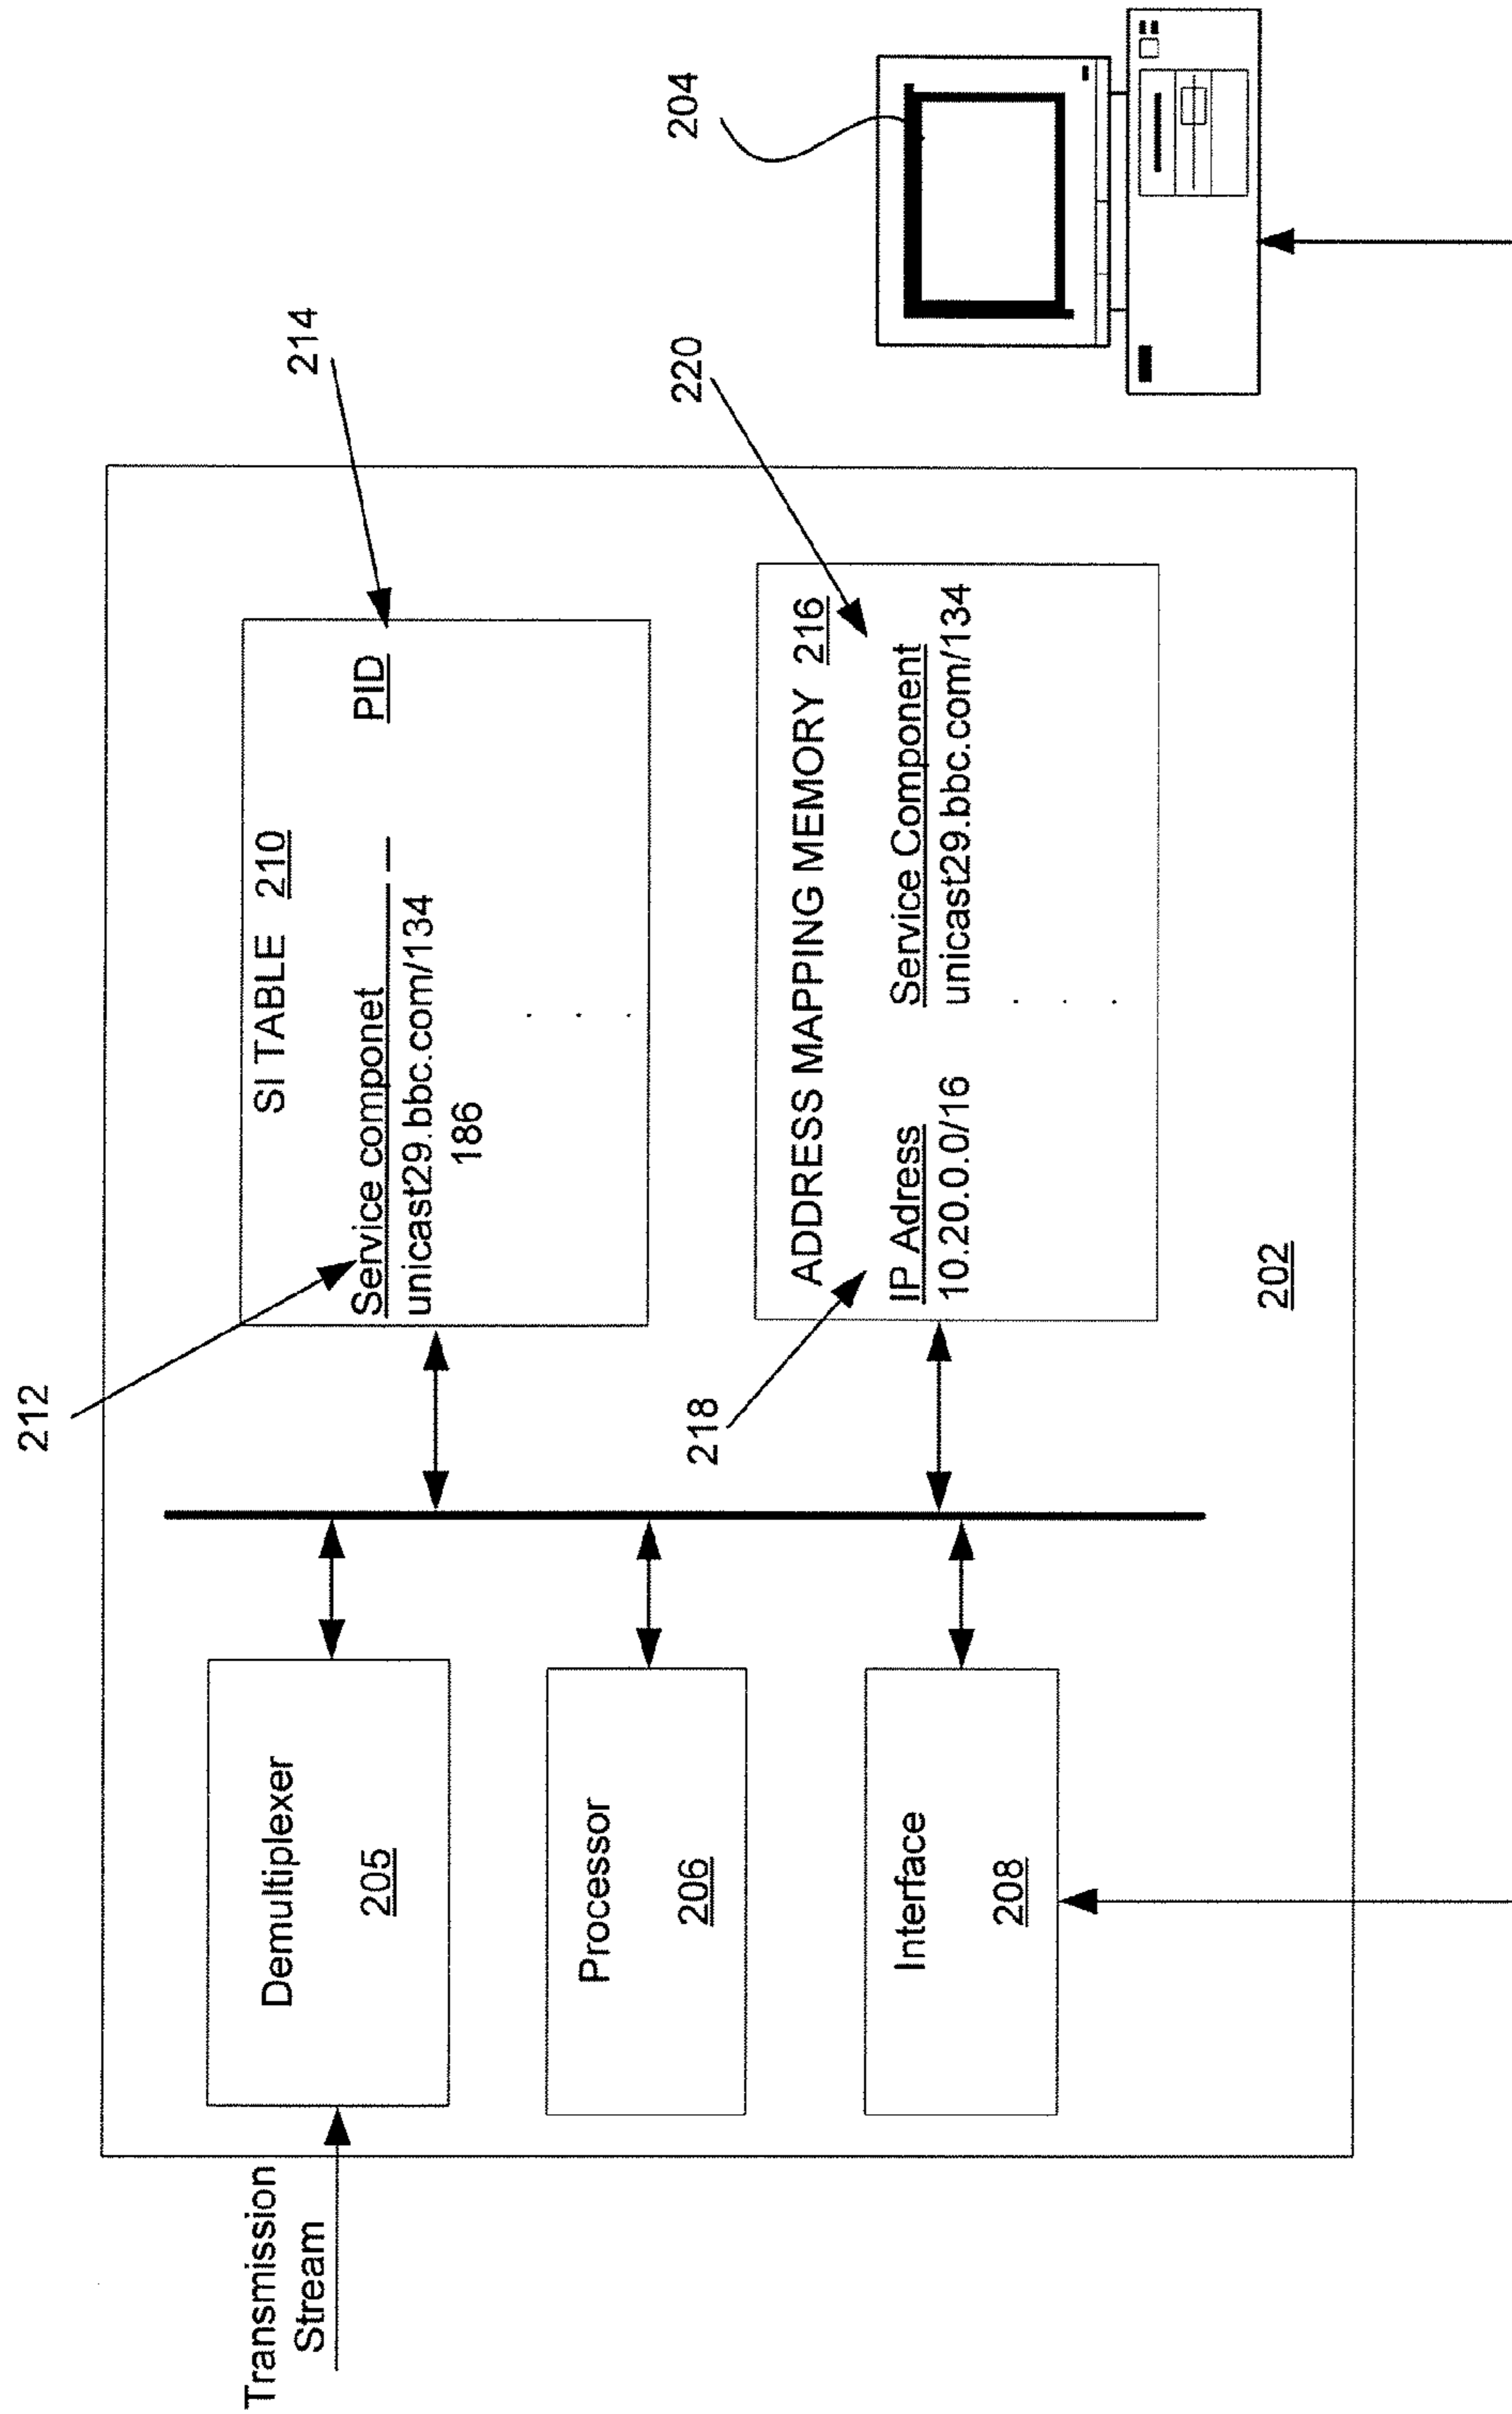 212
214
SI TABLE 210
Service componet
PID
unicast29.bbc.com/134
186
Transmission
Stream
Demultiplexer
205
Processor
206
Interface
208
218
220
204
ADDRESS MAPPING MEMORY 216
IP Adress
Service Component
10.20.0.0/16
unicast29.bbc.com/134
202